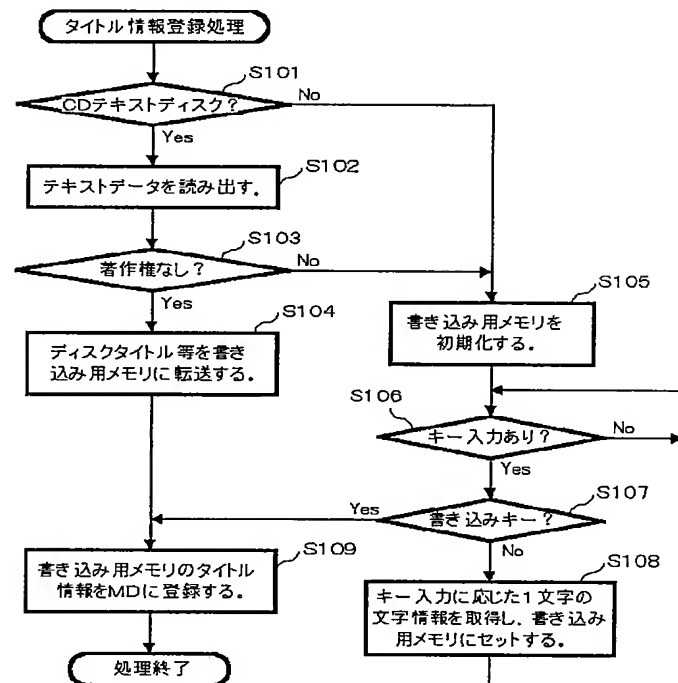 タイトル情報登録処理
S101
CDテキストディスク?
No
Yes
S102
テキストデータを読み出す。
S103
著作権なし?
No
Yes
S104
ディスクタイトル等を書き
込み用メモリに転送する。
S105
書き込み用メモリを
初期化する。
S106
キー入力あり?
No
Yes
S107
書き込みキー?
Yes
No
S109
書き込み用メモリのタイトル
情報をMDに登録する。
S108
キー入力に応じた1文字の
文字情報を取得し、書き込み
用メモリにセットする。
処理終了